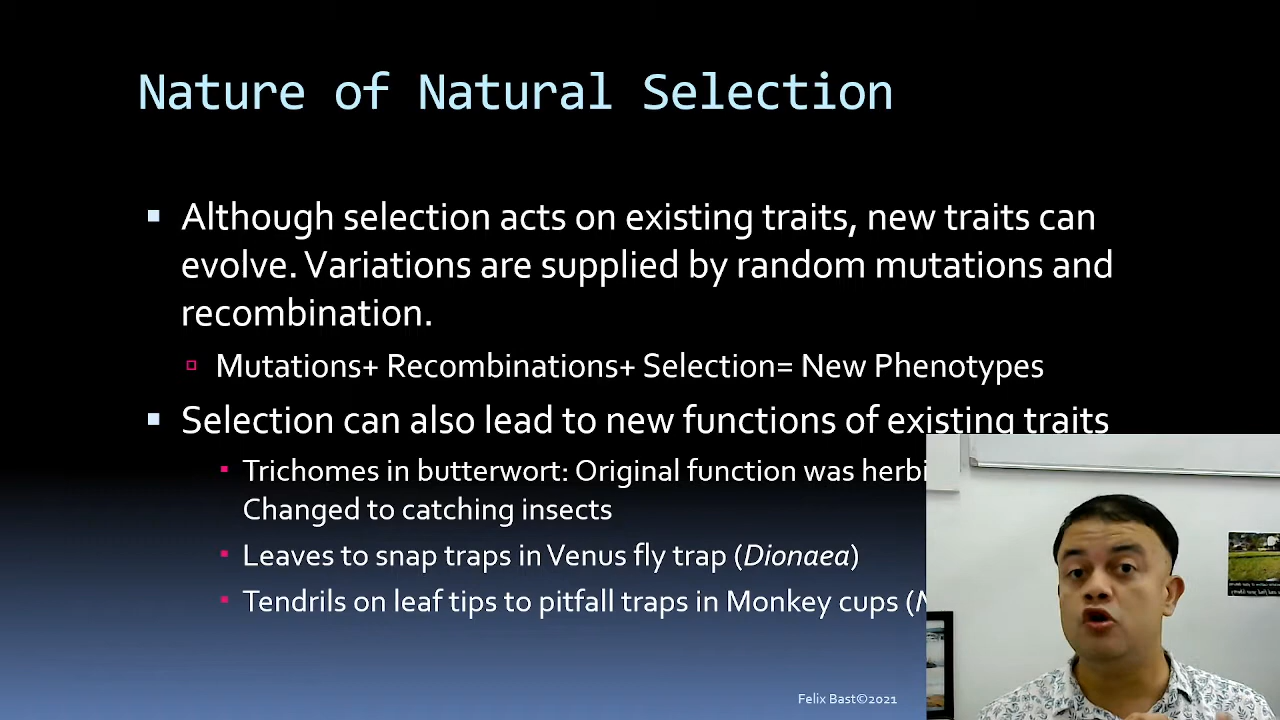 Nature of Natural Selection
Although selection acts on existing traits, new traits can
evolve. Variations are supplied by random mutations and
recombination.
Mutations+ Recombinations+ Selection= New Phenotypes
Selection can also lead to new functions of existing traits
Trichomes in butterwort: Original function was
Changed to catching insects
Leaves to snap traps in Venus fly trap (Dionaea)
Tendrils on leaf tips to pitfall traps in Monkey cups (
Felix Bast©2021